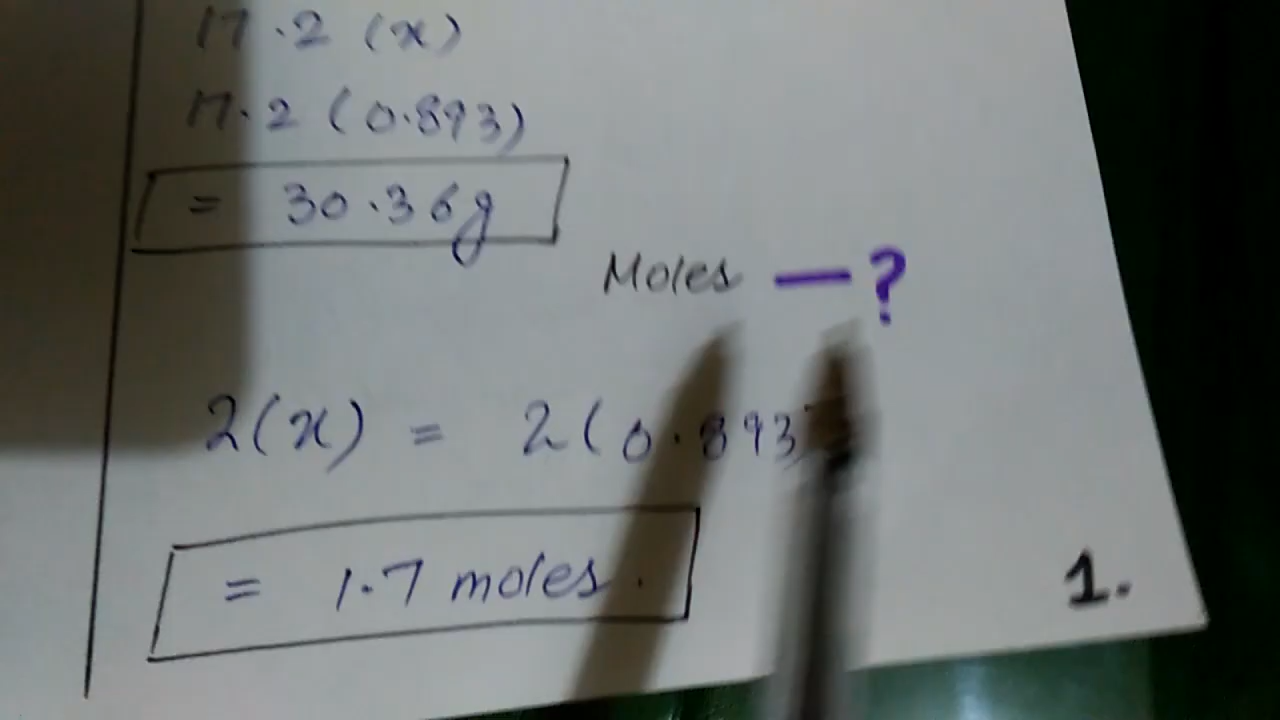 17.2 (x)
17.2 (0.893)
= 30.36g
Moles — ?
2(x) = 2(0.893
= 1.7 moles.
1.